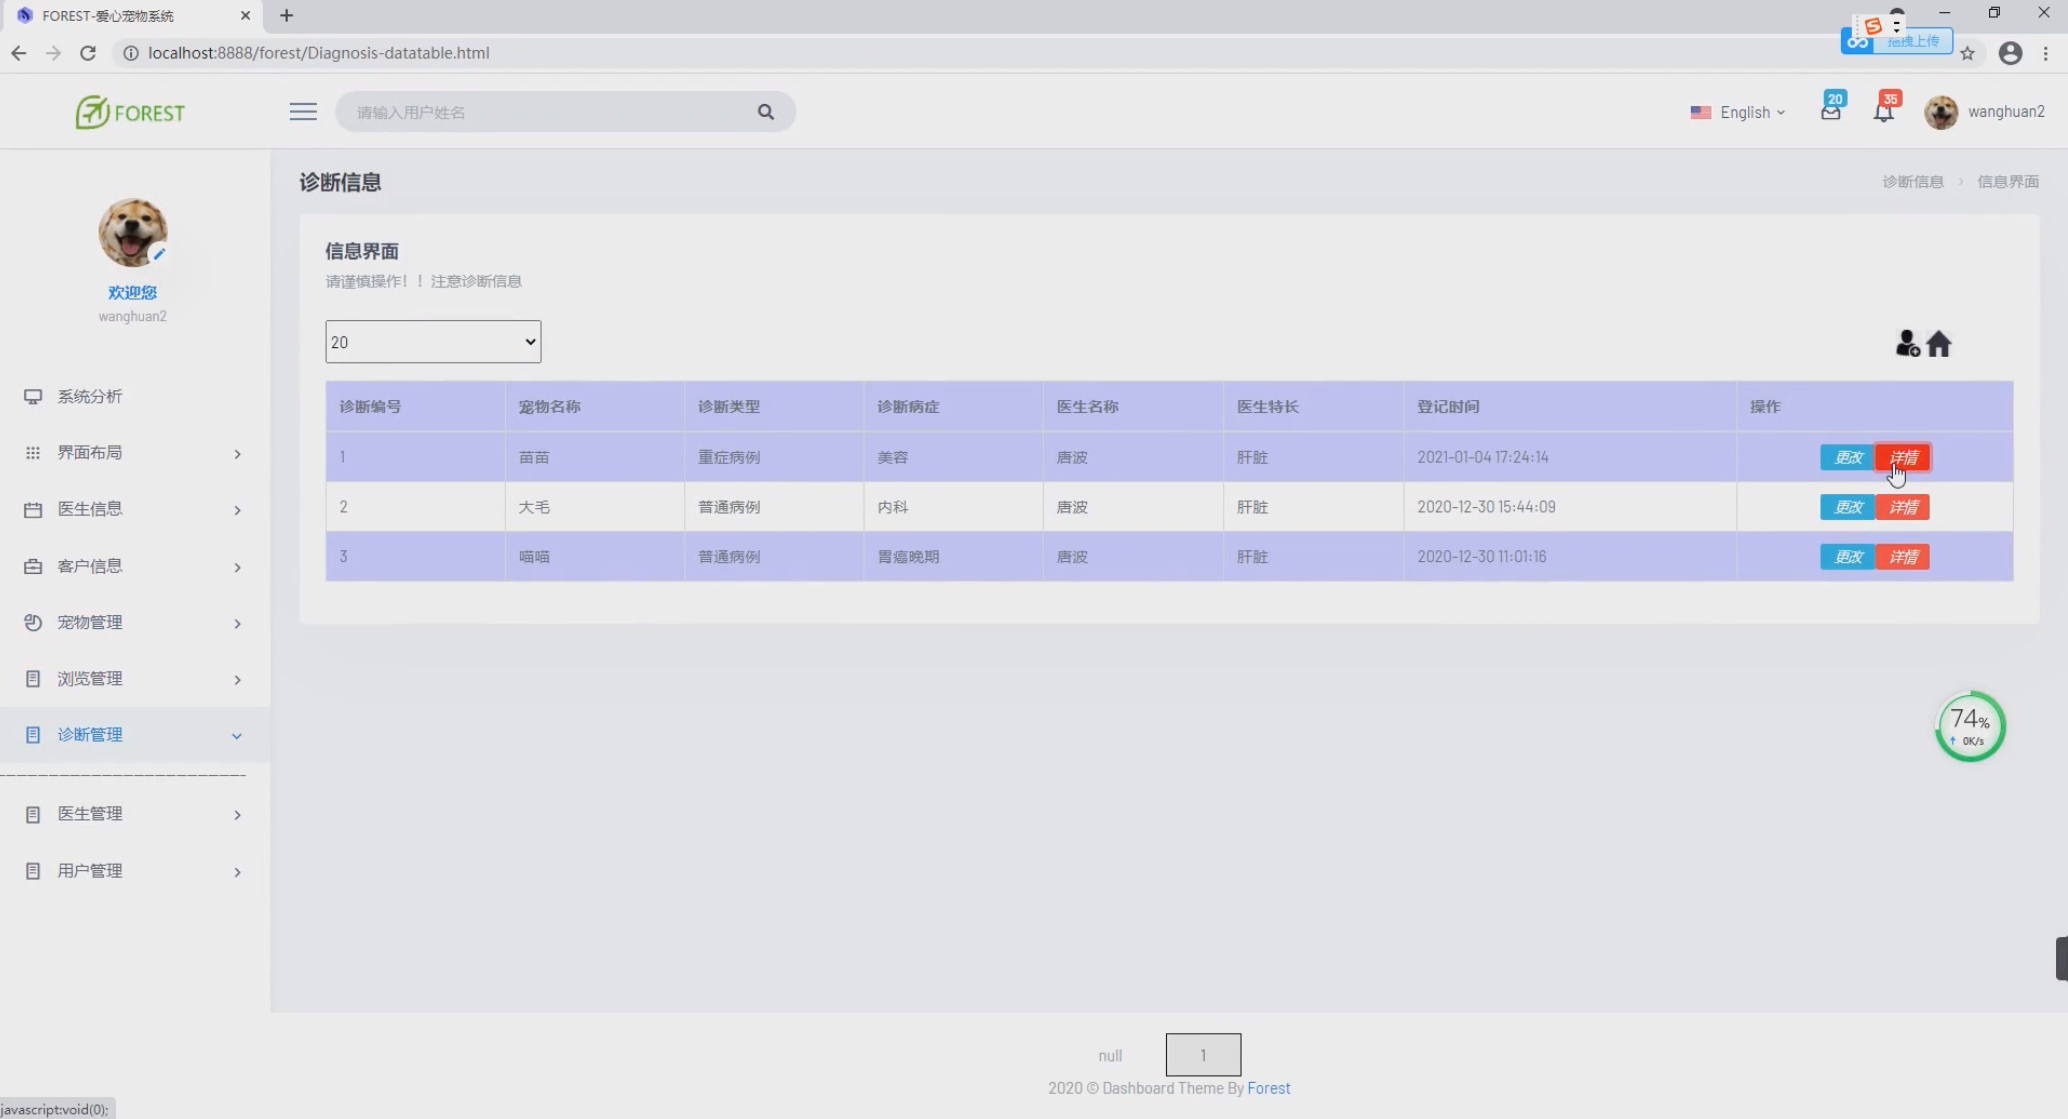 FOREST-爱心宠物系统
localhost:8888/forest/Diagnosis-datatable.html
拖拽上传
FOREST
请输入用户姓名
English
20
35
wanghuan2
欢迎您
wanghuan2
系统分析
界面布局
医生信息
客户信息
宠物管理
浏览管理
诊断管理
医生管理
用户管理
诊断信息
诊断信息 › 信息界面
信息界面
请谨慎操作！！注意诊断信息
20
诊断编号 宠物名称 诊断类型 诊断病症 医生名称 医生特长 登记时间 操作
1 苗苗 重症病例 美容 唐波 肝脏 2021-01-04 17:24:14 更改 详情
2 大毛 普通病例 内科 唐波 肝脏 2020-12-30 15:44:09 更改 详情
3 喵喵 普通病例 胃癌晚期 唐波 肝脏 2020-12-30 11:01:16 更改 详情
74%
0K/s
null 1
2020 © Dashboard Theme By Forest
javascript:void(0);